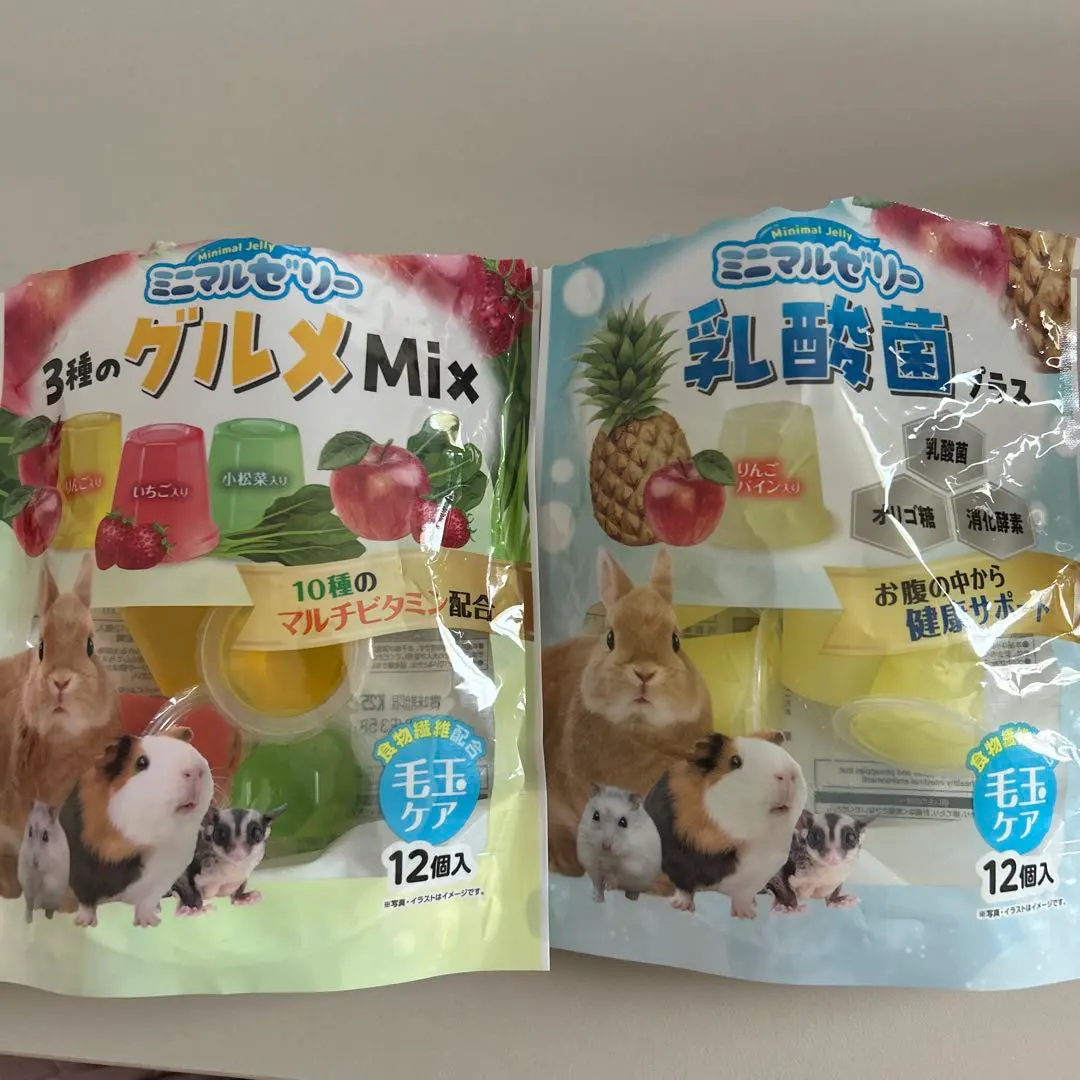 Minimal Jelly
ミニマルゼリー
3種のグルメMix
りんご入り
いちご入り
小松菜入り
10種の
マルチビタミン配合
食物繊維配合
毛玉
ケア
12個入
※写真・イラストはイメージです。
Minimal Jelly
ミニマルゼリー
乳酸菌プラス
りんご
パイン入り
乳酸菌
オリゴ糖
消化酵素
お腹の中から
健康サポート
食物繊維
毛玉
ケア
12個入
※写真・イラストはイメージです。